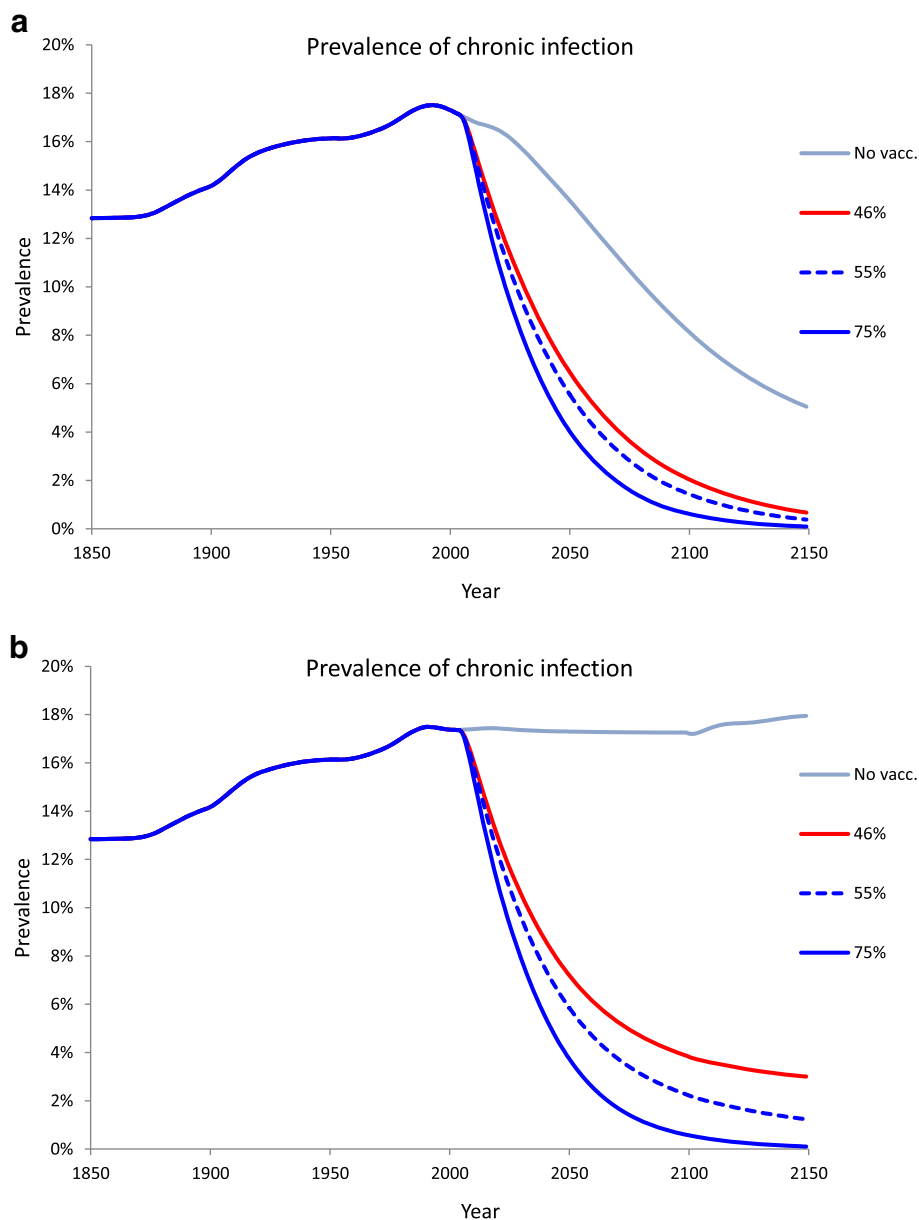 a
Prevalence of chronic infection
20%
18%
16%
14%
12%
10%
8%
6%
4%
2%
0%
Prevalence
1850 1900 1950 2000 2050 2100 2150
Year
No vacc.
46%
55%
75%
b
Prevalence of chronic infection
20%
18%
16%
14%
12%
10%
8%
6%
4%
2%
0%
Prevalence
1850 1900 1950 2000 2050 2100 2150
Year
No vacc.
46%
55%
75%